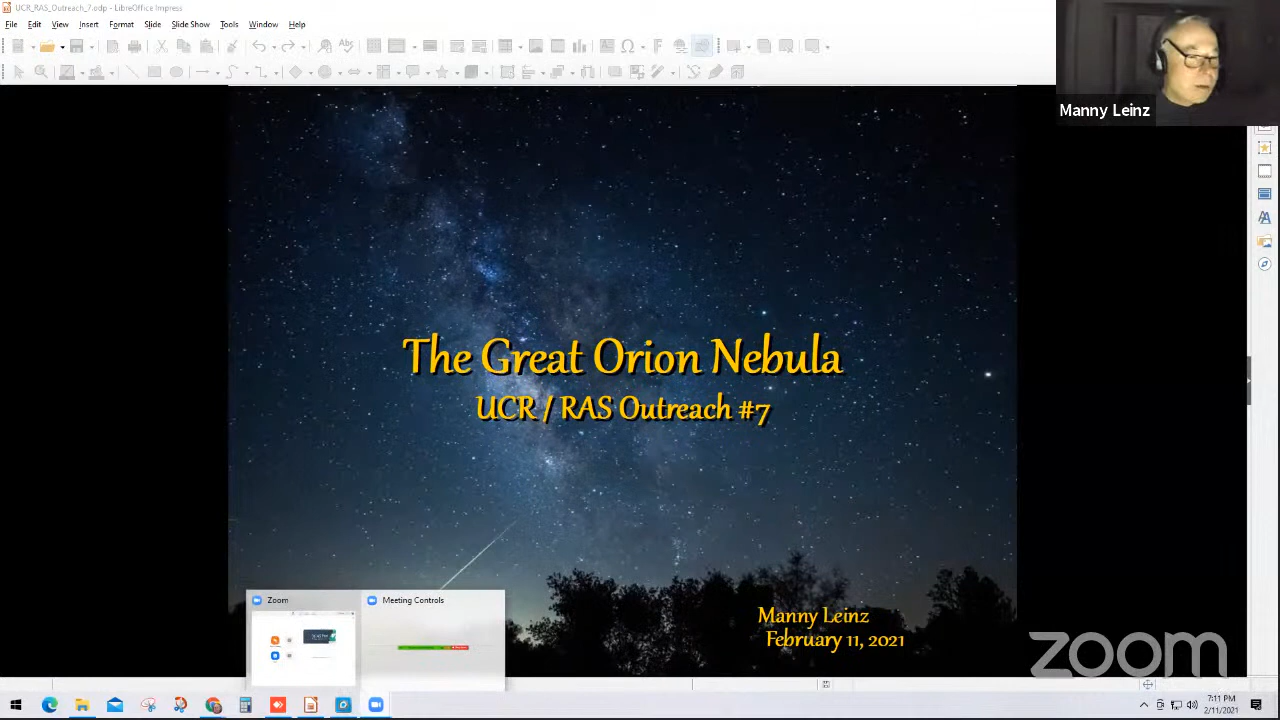 UCR_RAS_Outreach_7.odp - LibreOffice Impress
File Edit View Insert Format Slide Slide Show Tools Window Help
Manny Leinz
The Great Orion Nebula
UCR / RAS Outreach #7
Manny Leinz
February 11, 2021
Zoom Meeting Controls
zoom
7:11 PM
2/11/2021